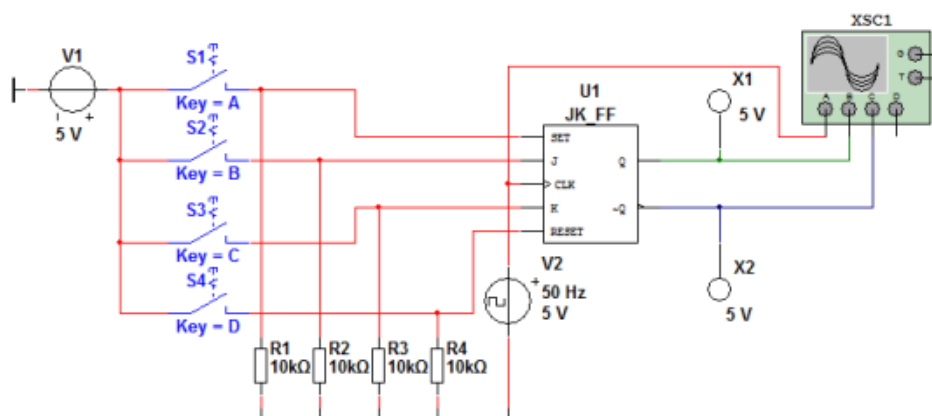 XSC1
V1
5 V
S1
Key = A
S2
Key = B
S3
Key = C
S4
Key = D
U1
JK_FF
SET
J
CLK
K
RESET
Q
~Q
X1
5 V
X2
5 V
G
T
A B C D
V2
50 Hz
5 V
R1
10kΩ
R2
10kΩ
R3
10kΩ
R4
10kΩ